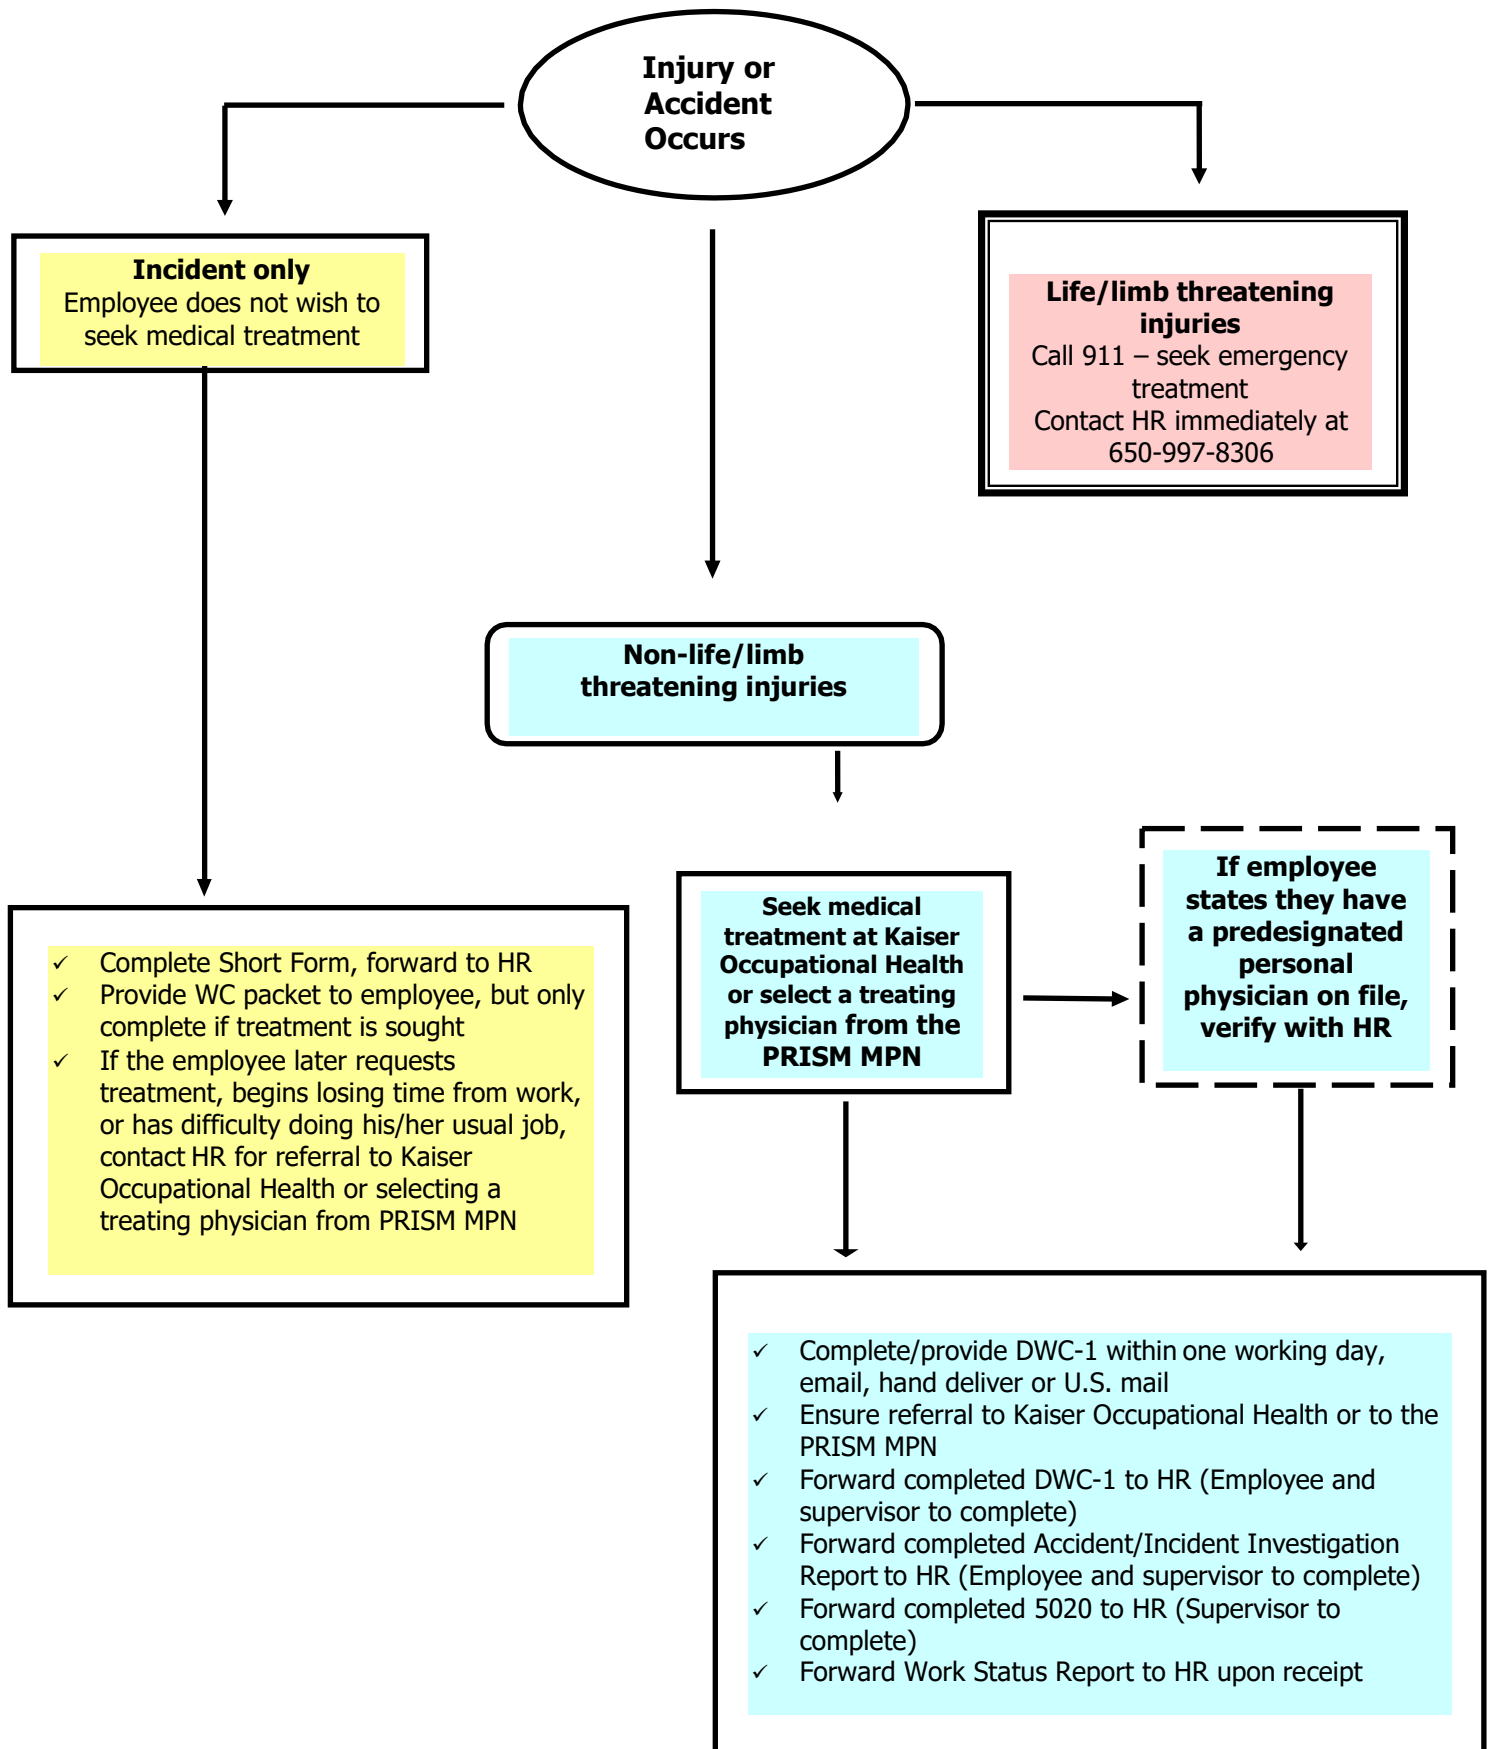 Injury or
Accident
Occurs
Incident only
Employee does not wish to
seek medical treatment
Life/limb threatening
injuries
Call 911 – seek emergency
treatment
Contact HR immediately at
650-997-8306
Non-life/limb
threatening injuries
Seek medical
treatment at Kaiser
Occupational Health
or select a treating
physician from the
PRISM MPN
If employee
states they have
a predesignated
personal
physician on file,
verify with HR
✓ Complete Short Form, forward to HR
✓ Provide WC packet to employee, but only
complete if treatment is sought
✓ If the employee later requests
treatment, begins losing time from work,
or has difficulty doing his/her usual job,
contact HR for referral to Kaiser
Occupational Health or selecting a
treating physician from PRISM MPN
✓ Complete/provide DWC-1 within one working day,
email, hand deliver or U.S. mail
✓ Ensure referral to Kaiser Occupational Health or to the
PRISM MPN
✓ Forward completed DWC-1 to HR (Employee and
supervisor to complete)
✓ Forward completed Accident/Incident Investigation
Report to HR (Employee and supervisor to complete)
✓ Forward completed 5020 to HR (Supervisor to
complete)
✓ Forward Work Status Report to HR upon receipt